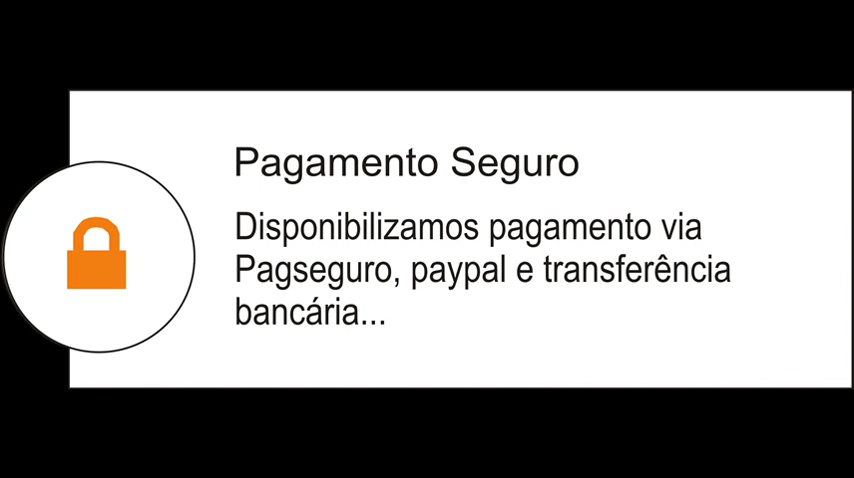 Pagamento Seguro
Disponibilizamos pagamento via
Pagseguro, paypal e transferência
bancária...